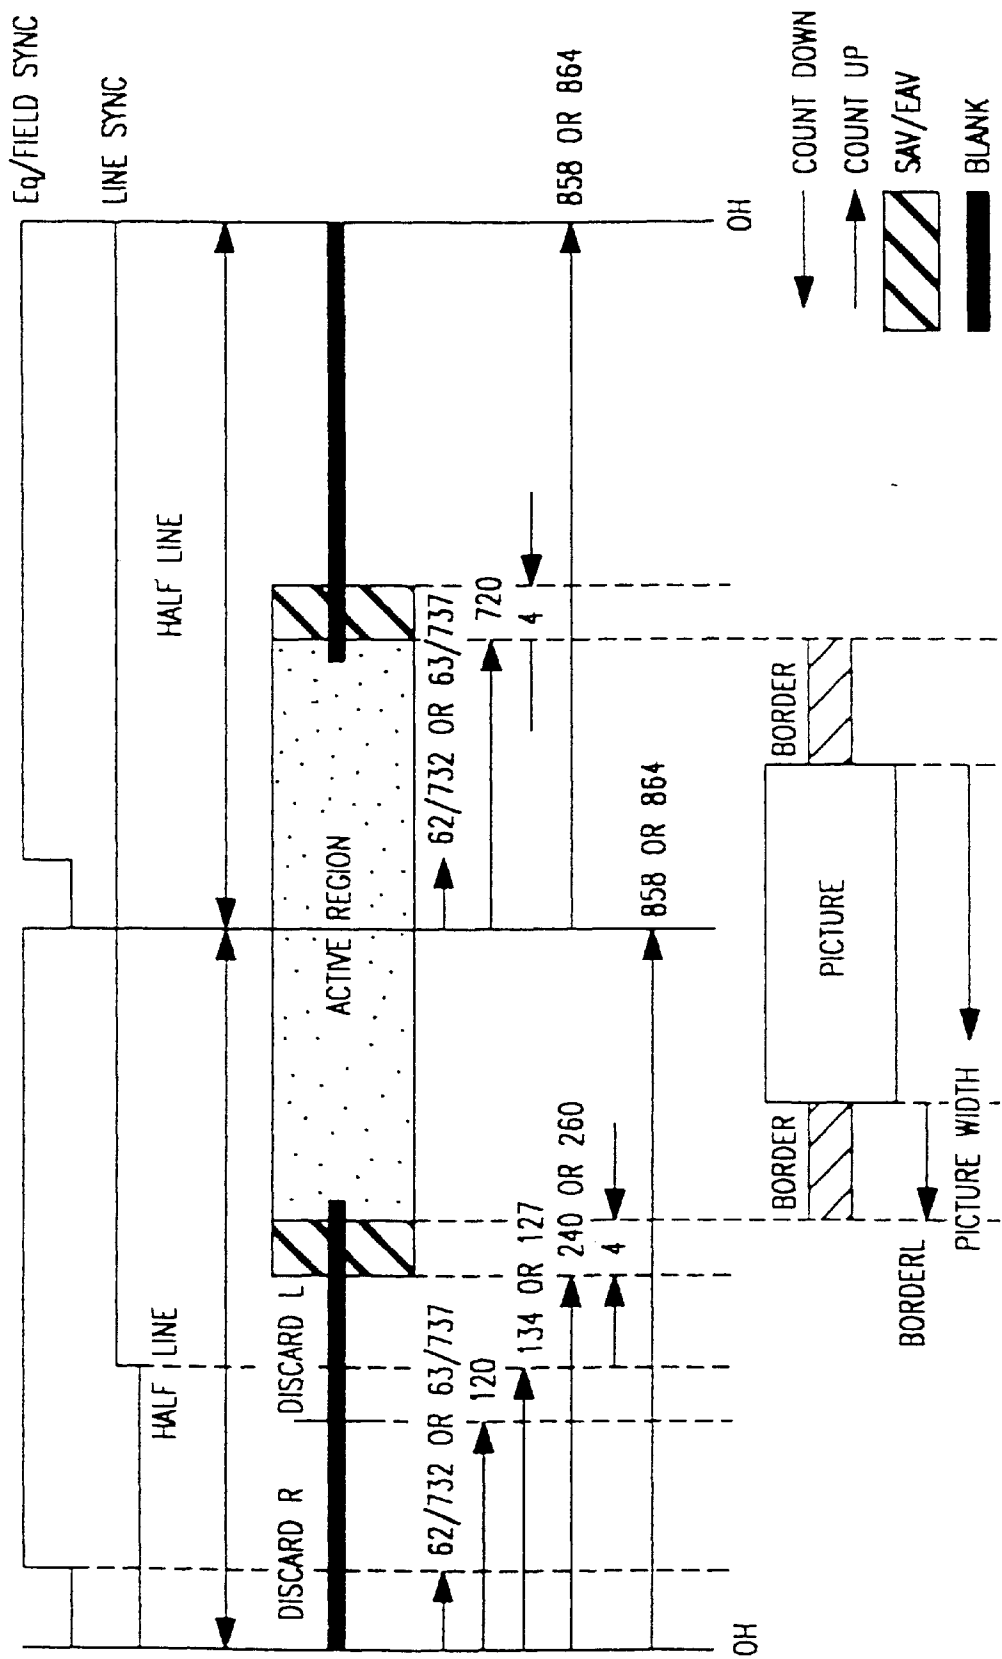 Eq/FIELD SYNC
LINE SYNC
HALF LINE
HALF LINE
DISCARD R
DISCARD L
ACTIVE REGION
62/732 OR 63/737
62/732 OR 63/737
120
720
134 OR 127
4
240 OR 260
858 OR 864
4
858 OR 864
OH
OH
BORDER
BORDER
PICTURE
BORDERL
PICTURE WIDTH
COUNT DOWN
COUNT UP
SAV/EAV
BLANK